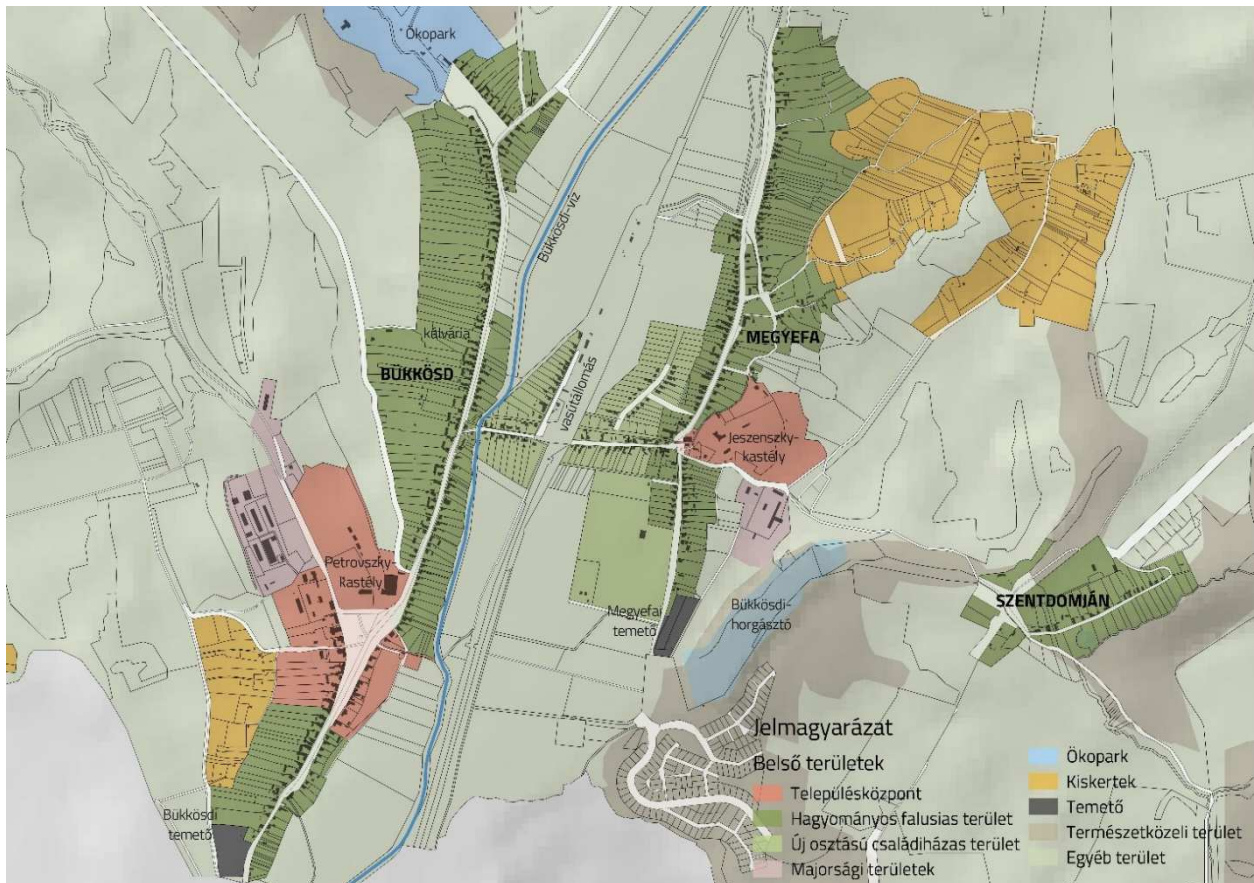 Ökopark
Bükkösdi-víz
kálvária
BÜKKÖSD
MEGYEFA
vasútállomás
Jeszenszky-
kastély
Petrovszky-
kastély
Megyefai
temető
Bükkösdi-
horgásztó
SZENTDOMJÁN
Bükkösdi
temető
Jelmagyarázat
Belső területek
Településközpont
Hagyományos falusias terület
Új osztású családiházas terület
Majorsági területek
Ökopark
Kiskertek
Temető
Természetközeli terület
Egyéb terület